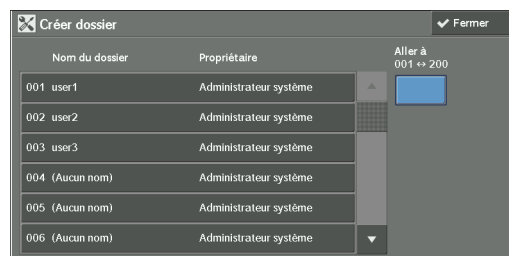 Créer dossier
Fermer
Nom du dossier Propriétaire
Aller à
001 ↔ 200
001 user1 Administrateur système
002 user2 Administrateur système
003 user3 Administrateur système
004 (Aucun nom) Administrateur système
005 (Aucun nom) Administrateur système
006 (Aucun nom) Administrateur système